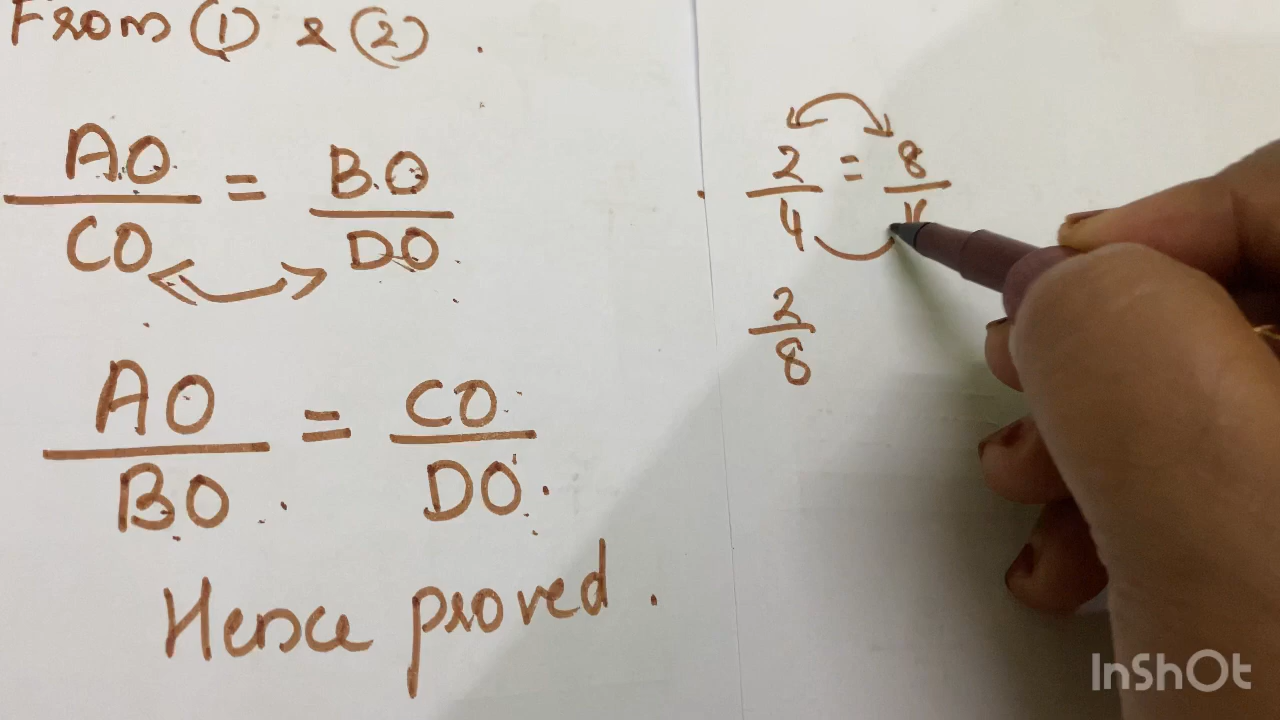 From (1) & (2).
AO/CO = BO/DO
AO/BO = CO/DO.
Hence proved.
2/4 = 8/
2/8
InShOt